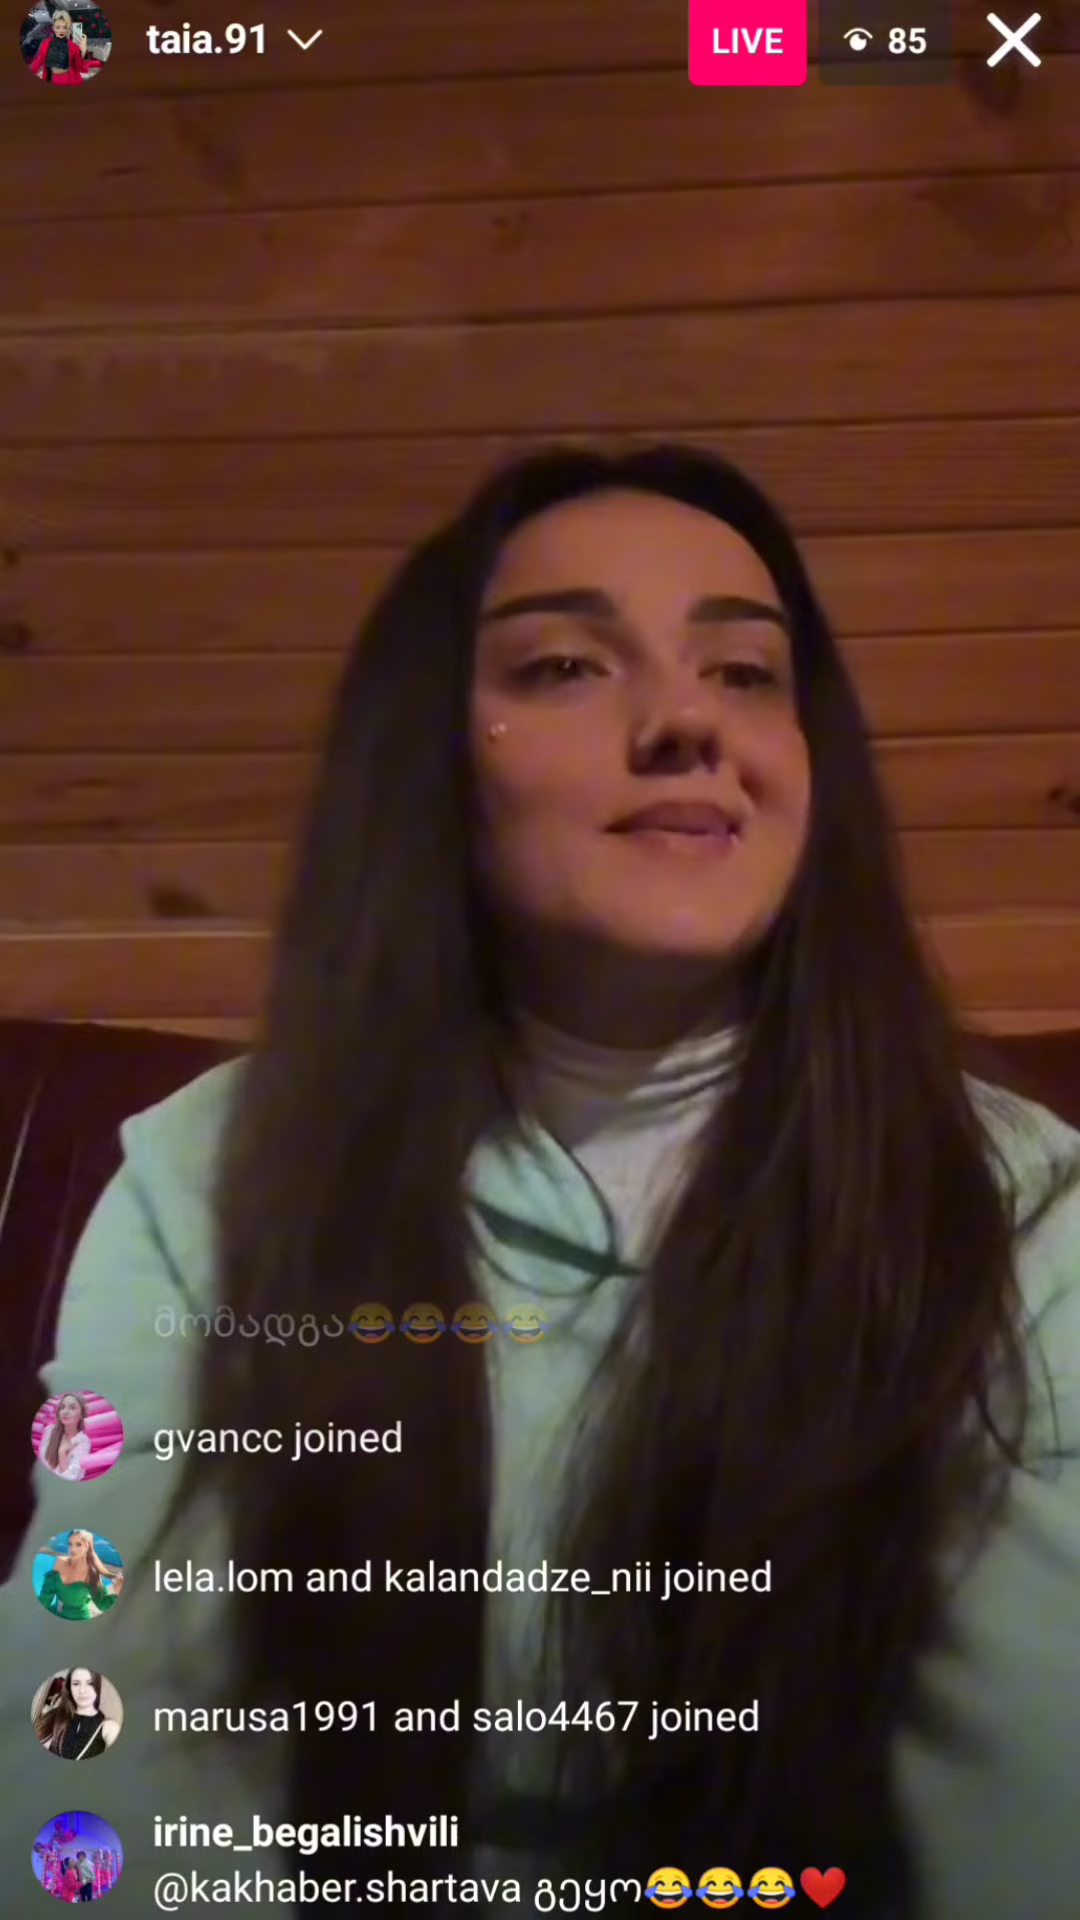 taia.91
LIVE
85
მომადგა😂😂😂😂
gvancc joined
lela.lom and kalandadze_nii joined
marusa1991 and salo4467 joined
irine_begalishvili
@kakhaber.shartava გეყო😂😂😂❤️